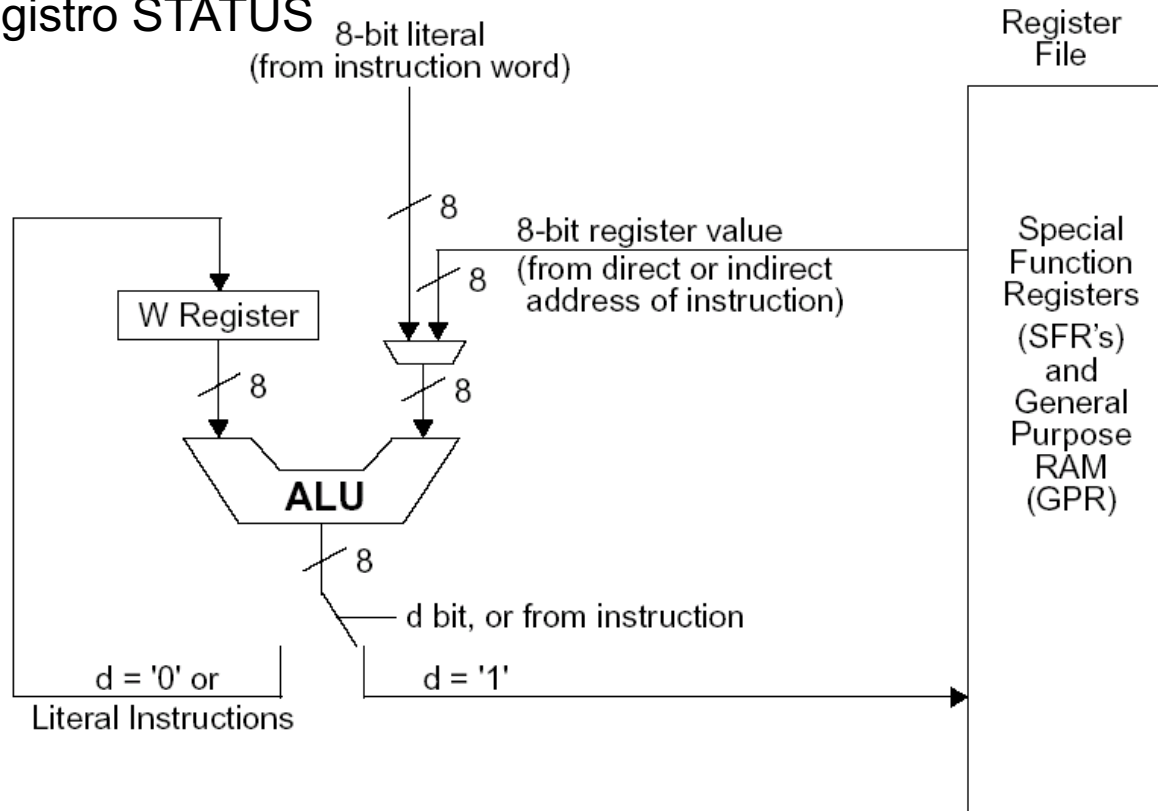 gistro STATUS
8-bit literal
(from instruction word)
Register
File
8
8-bit register value
8
(from direct or indirect
address of instruction)
W Register
8
8
Special
Function
Registers
(SFR's)
and
General
Purpose
RAM
(GPR)
ALU
8
d bit, or from instruction
d = '0' or
d = '1'
Literal Instructions